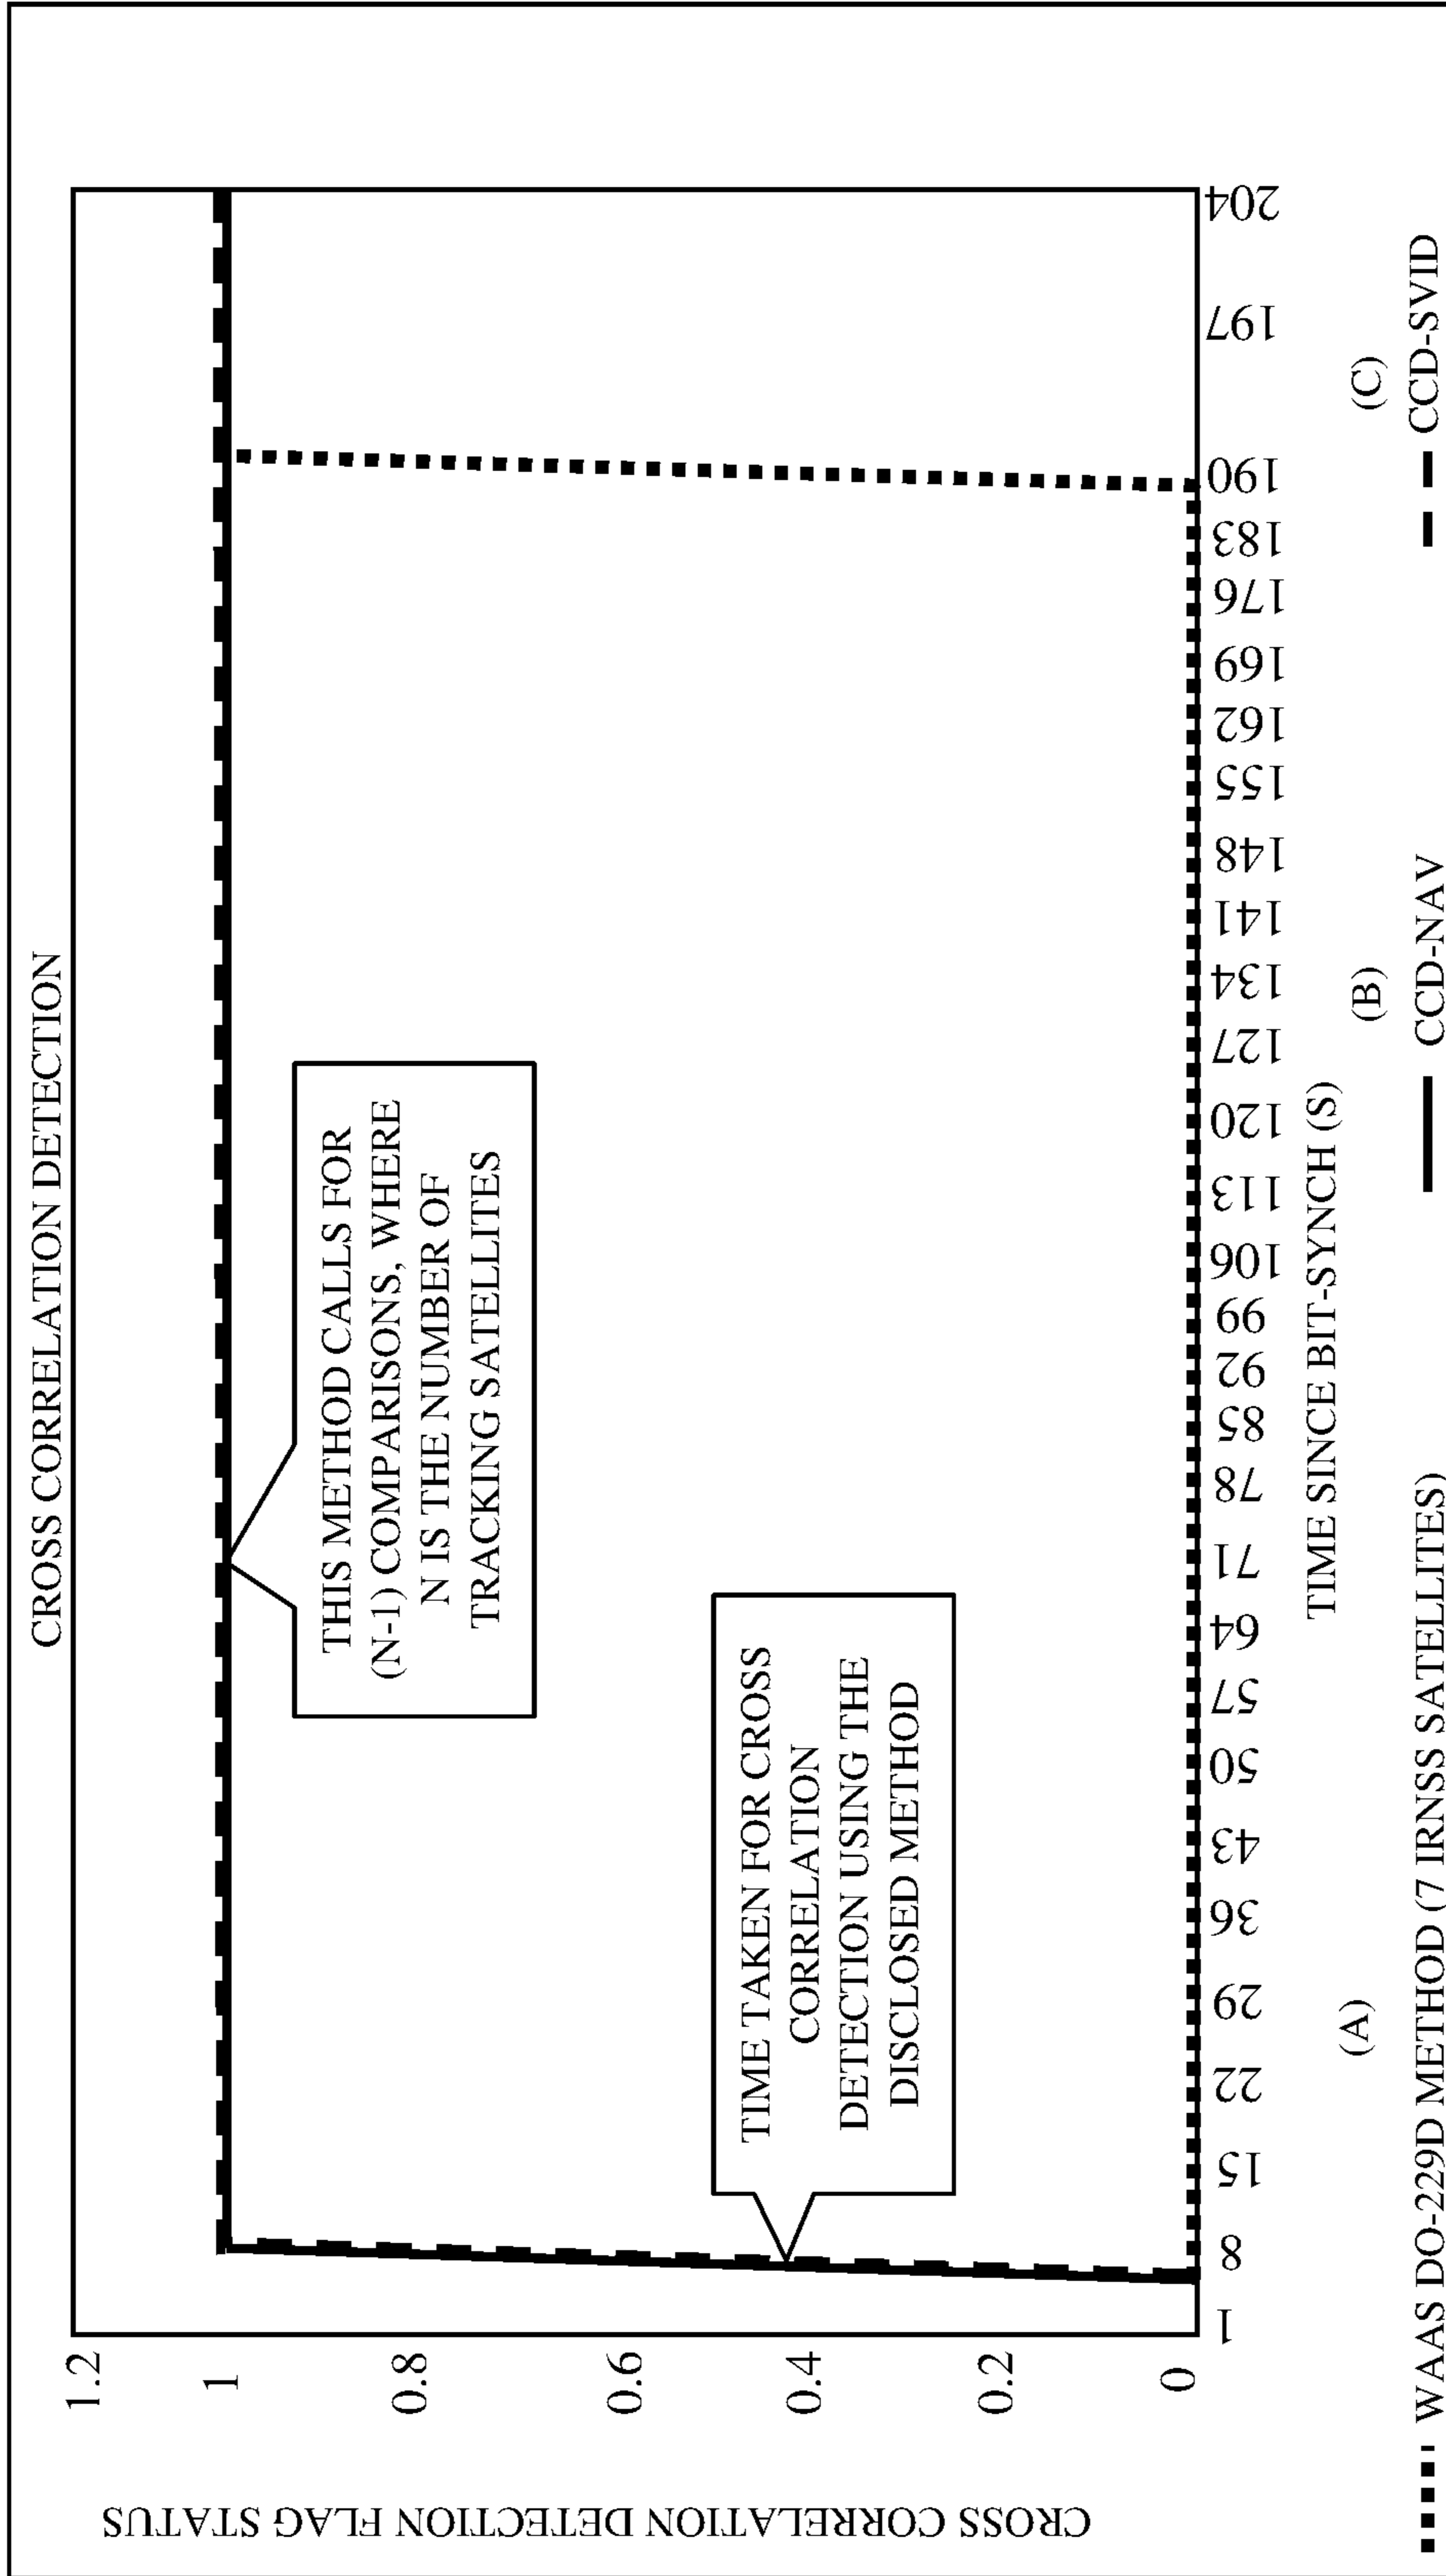 CROSS CORRELATION DETECTION
CROSS CORRELATION DETECTION FLAG STATUS
1.2
1
0.8
0.6
0.4
0.2
0
THIS METHOD CALLS FOR
(N-1) COMPARISONS, WHERE
N IS THE NUMBER OF
TRACKING SATELLITES
TIME TAKEN FOR CROSS
CORRELATION
DETECTION USING THE
DISCLOSED METHOD
1 8 15 22 29 36 43 50 57 64 71 78 85 92 99 106 113 120 127 134 141 148 155 162 169 176 183 190 197 204
TIME SINCE BIT-SYNCH (S)
(A) (B) (C)
WAAS DO-229D METHOD (7 IRNSS SATELLITES) CCD-NAV CCD-SVID